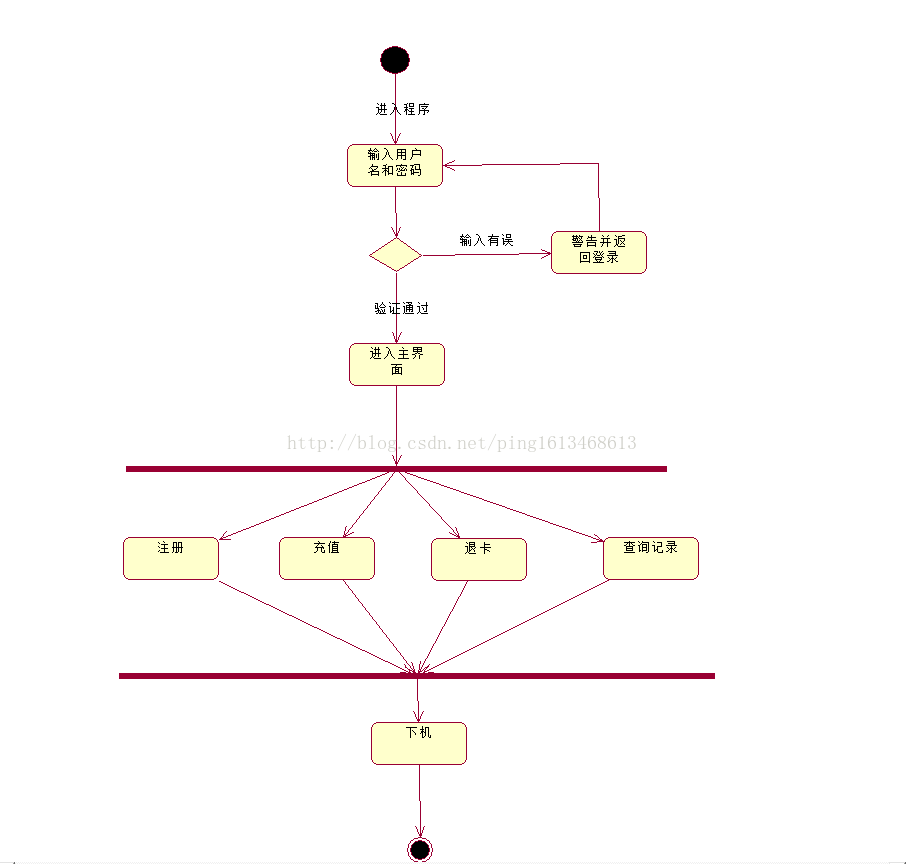 进入程序
输入用户
名和密码
输入有误
警告并返
回登录
验证通过
进入主界
面
http://blog.csdn.net/ping1613468613
注册
充值
退卡
查询记录
下机